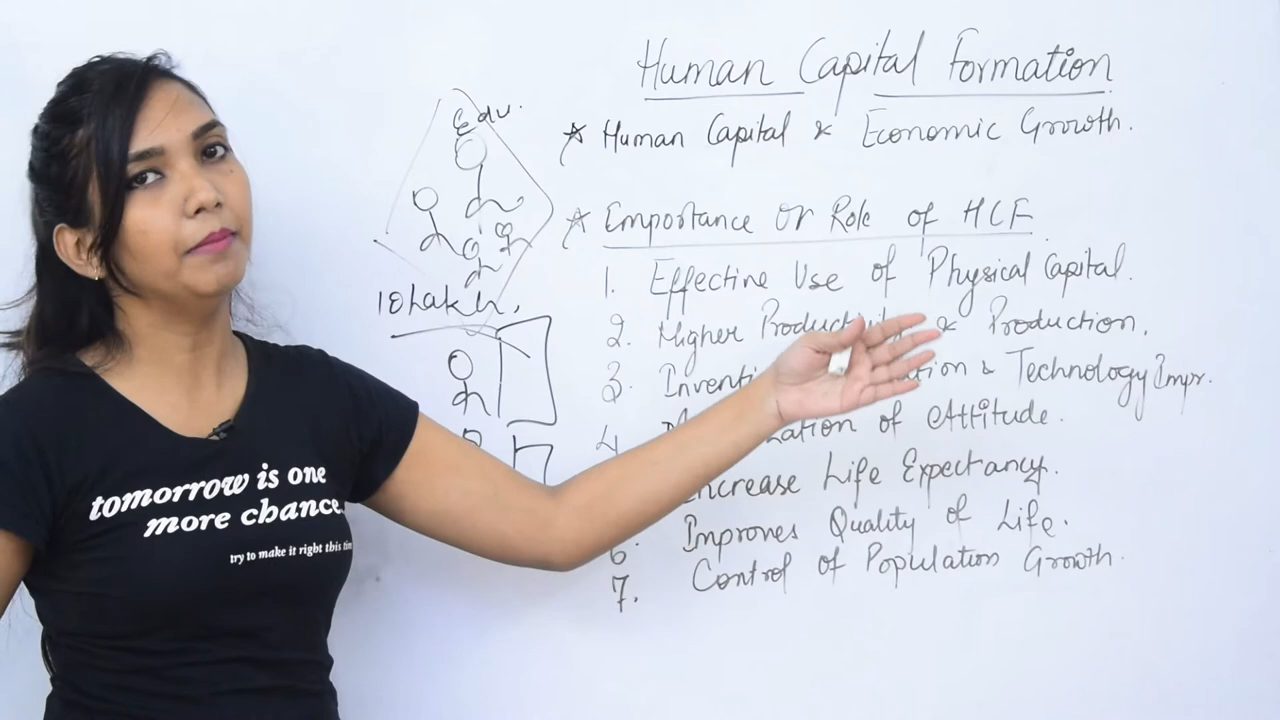 Human Capital Formation
* Human Capital & Economic Growth.
* Importance or Role of HCF
1. Effective Use of Physical Capital.
2. Higher & Production.
3. & Technology Impr.
4 of Attitude.
Increase Life Expectancy.
6. Improves Quality of Life.
7. Control of Population Growth.
Edu.
10 Lakh,
tomorrow is one
more chance.
try to make it right this